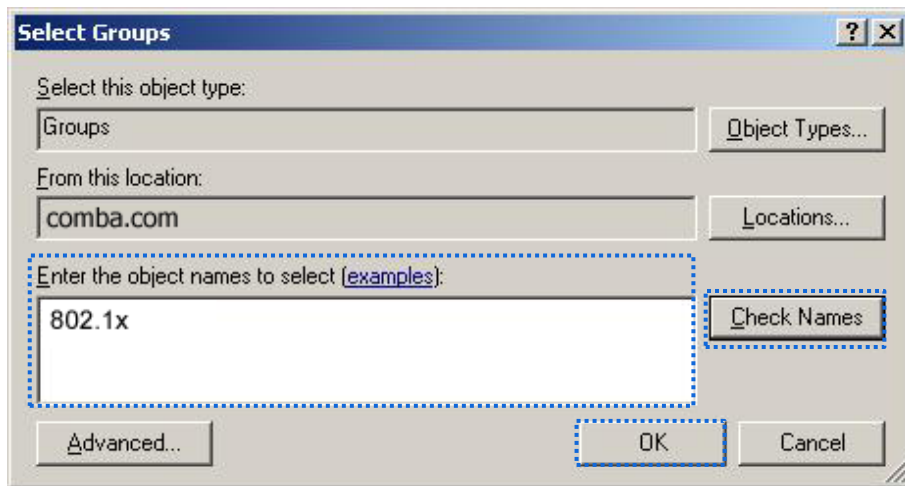 Select Groups
? X
Select this object type:
Groups
Object Types...
From this location:
comba.com
Locations...
Enter the object names to select (examples):
802.1x
Check Names
Advanced...
OK
Cancel